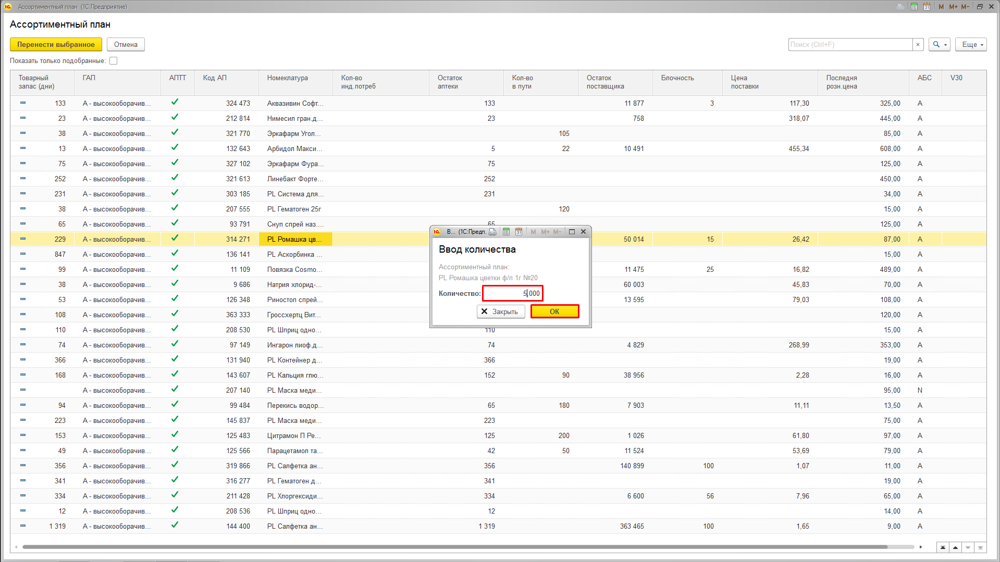 Ассортиментный план (1С:Предприятие)
M M+ M-
Ассортиментный план
Перенести выбранное Отмена Поиск (Ctrl+F) × Еще
Показать только подобранные:
Товарный запас (дни) ГАП АПТТ Код АП Номеклатура Кол-во инд.потреб Остаток аптеки Кол-во в пути Остаток поставщика Блочность Цена поставки Последня розн.цена АБС V30
133 А - высокооборачив... 324 473 Аквазивин Софт... 133 11 877 3 117,30 325,00 A
23 А - высокооборачив... 212 814 Нимесил гран.д... 23 758 318,07 445,00 A
38 А - высокооборачив... 321 770 Эркафарм Угол... 105 85,00 A
13 А - высокооборачив... 132 643 Арбидол Макси... 5 22 10 491 455,34 608,00 A
75 А - высокооборачив... 327 102 Эркафарм Фура... 75 125,00 A
252 А - высокооборачив... 321 613 Линебакт Форте... 252 450,00 A
231 А - высокооборачив... 303 185 PL Система для... 231 34,00 A
38 А - высокооборачив... 207 555 PL Гематоген 25г 120 15,00 A
65 А - высокооборачив... 93 791 Снуп спрей наз.... 65 125,00 A
229 А - высокооборачив... 314 271 PL Ромашка цв... 50 014 15 26,42 87,00 A
847 А - высокооборачив... 136 141 PL Аскорбинка ... 15,00 A
99 А - высокооборачив... 11 109 Повязка Cosmo... 11 475 25 16,82 489,00 A
38 А - высокооборачив... 9 686 Натрия хлорид-... 60 003 45,83 70,00 A
53 А - высокооборачив... 126 348 Риностоп спрей... 13 595 79,03 108,00 A
108 А - высокооборачив... 363 333 Гроссхертц Вит... 120,00 A
110 А - высокооборачив... 208 530 PL Шприц одно... 110 15,00 A
74 А - высокооборачив... 97 149 Ингарон лиоф.д... 74 4 829 268,99 353,00 A
366 А - высокооборачив... 131 940 PL Контейнер д... 366 19,00 A
168 А - высокооборачив... 143 607 PL Кальция глю... 152 90 38 956 2,28 16,00 A
А - высокооборачив... 207 140 PL Маска меди... 95,00 N
94 А - высокооборачив... 99 484 Перекись водор... 65 180 7 903 11,11 13,50 A
223 А - высокооборачив... 145 837 PL Маска меди... 223 75,00 A
153 А - высокооборачив... 125 483 Цитрамон П Ре... 125 200 1 026 61,80 97,00 A
49 А - высокооборачив... 125 566 Парацетамол та... 42 50 11 524 53,69 79,00 A
356 А - высокооборачив... 319 866 PL Салфетка ан... 356 140 899 100 1,07 11,00 A
341 А - высокооборачив... 316 277 PL Гематоген д... 341 19,00 A
334 А - высокооборачив... 211 428 PL Хлоргексиди... 334 6 600 56 7,96 65,00 A
12 А - высокооборачив... 208 536 PL Шприц одно... 12 14,00 A
1 319 А - высокооборачив... 144 400 PL Салфетка ан... 1 319 363 465 100 1,65 9,00 A
В... (1С:Предп. M M+ M-
Ввод количества
Ассортиментный план:
PL Ромашка цветки ф/п 1г №20
Количество: 5,000
Закрыть ОК